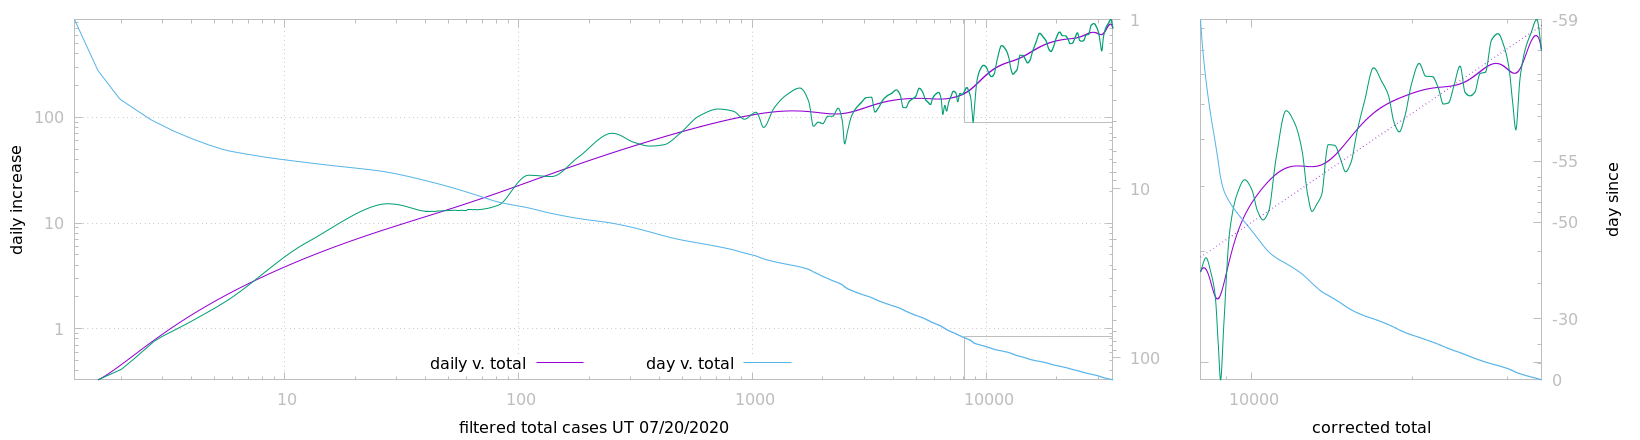 daily increase
100
10
1
daily v. total
day v. total
10
100
1000
10000
filtered total cases UT 07/20/2020
1
10
100
10000
corrected total
-59
-55
-50
-30
0
day since